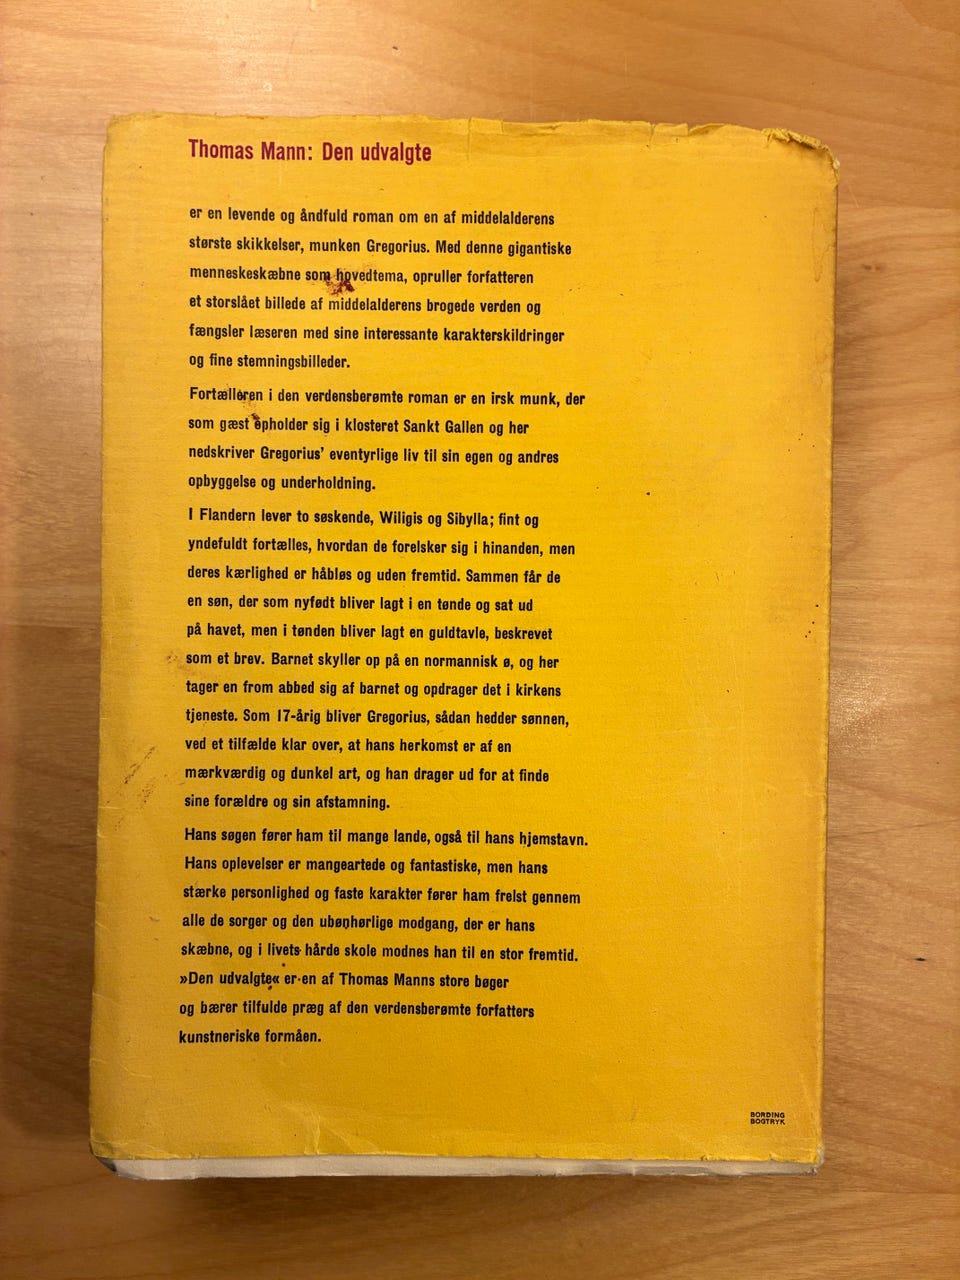 Thomas Mann: Den udvalgte
er en levende og åndfuld roman om en af middelalderens
største skikkelser, munken Gregorius. Med denne gigantiske
menneskeskæbne som hovedtema, opruller forfatteren
et storslået billede af middelalderens brogede verden og
fængsler læseren med sine interessante karakterskildringer
og fine stemningsbilleder.
Fortælleren i den verdensberømte roman er en irsk munk, der
som gæst opholder sig i klosteret Sankt Gallen og her
nedskriver Gregorius' eventyrlige liv til sin egen og andres
opbyggelse og underholdning.
I Flandern lever to søskende, Wiligis og Sibylla; fint og
yndefuldt fortælles, hvordan de forelsker sig i hinanden, men
deres kærlighed er håbløs og uden fremtid. Sammen får de
en søn, der som nyfødt bliver lagt i en tønde og sat ud
på havet, men i tønden bliver lagt en guldtavle, beskrevet
som et brev. Barnet skyller op på en normannisk ø, og her
tager en from abbed sig af barnet og opdrager det i kirkens
tjeneste. Som 17-årig bliver Gregorius, sådan hedder sønnen,
ved et tilfælde klar over, at hans herkomst er af en
mærkværdig og dunkel art, og han drager ud for at finde
sine forældre og sin afstamning.
Hans søgen fører ham til mange lande, også til hans hjemstavn.
Hans oplevelser er mangeartede og fantastiske, men hans
stærke personlighed og faste karakter fører ham frelst gennem
alle de sorger og den ubønhørlige modgang, der er hans
skæbne, og i livets hårde skole modnes han til en stor fremtid.
»Den udvalgte« er en af Thomas Manns store bøger
og bærer tilfulde præg af den verdensberømte forfatters
kunstneriske formåen.
BORDING
BOGTRYK